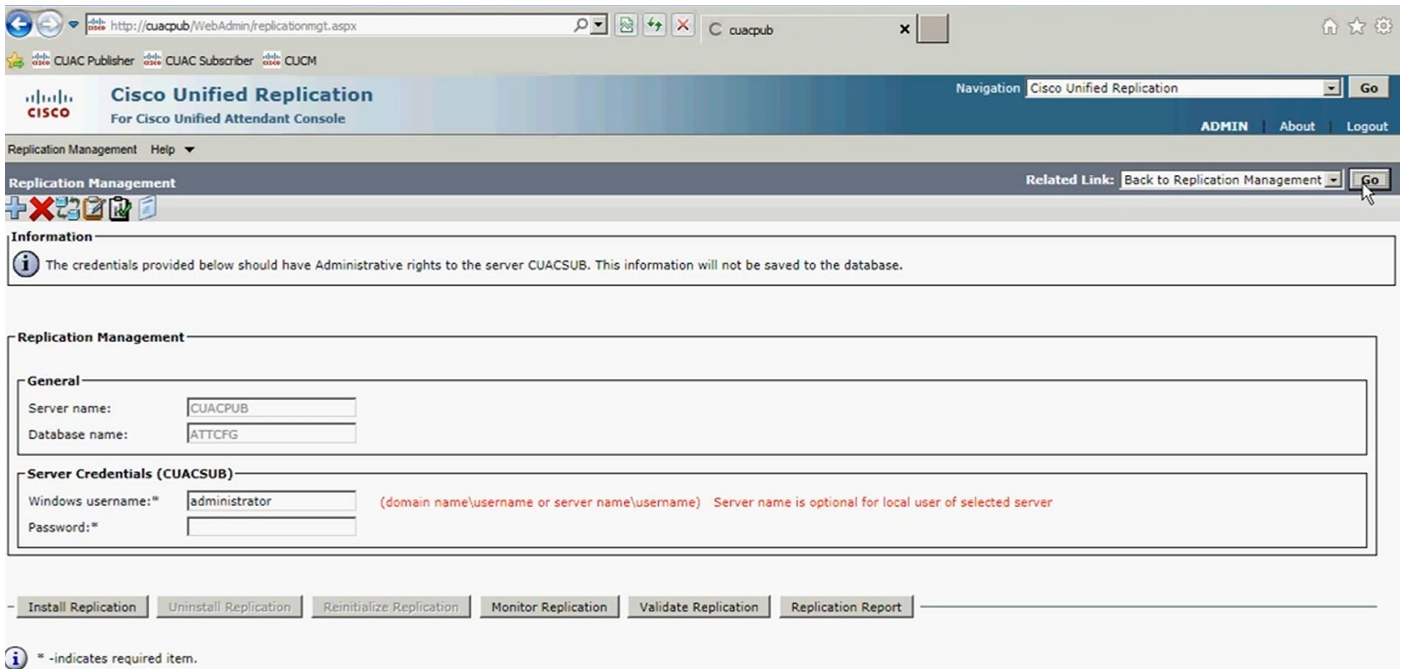 http://cuacpub/WebAdmin/replicationmgt.aspx
cuacpub
CUAC Publisher CUAC Subscriber CUCM
CISCO
Cisco Unified Replication
For Cisco Unified Attendant Console
Navigation Cisco Unified Replication Go
ADMIN | About | Logout
Replication Management Help
Replication Management
Related Link: Back to Replication Management Go
Information
The credentials provided below should have Administrative rights to the server CUACSUB. This information will not be saved to the database.
Replication Management
General
Server name: CUACPUB
Database name: ATTCFG
Server Credentials (CUACSUB)
Windows username:* administrator (domain name\username or server name\username) Server name is optional for local user of selected server
Password:*
Install Replication Uninstall Replication Reinitialize Replication Monitor Replication Validate Replication Replication Report
* -indicates required item.